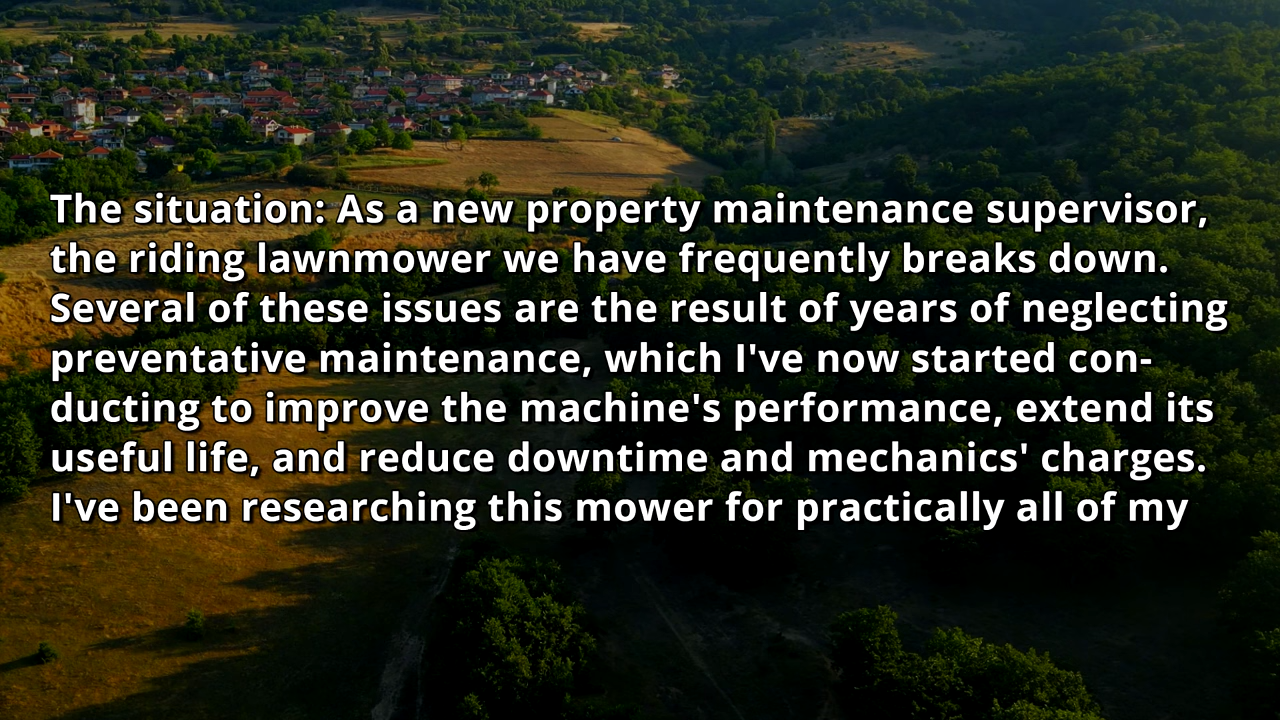 The situation: As a new property maintenance supervisor,
the riding lawnmower we have frequently breaks down.
Several of these issues are the result of years of neglecting
preventative maintenance, which I've now started con-
ducting to improve the machine's performance, extend its
useful life, and reduce downtime and mechanics' charges.
I've been researching this mower for practically all of my